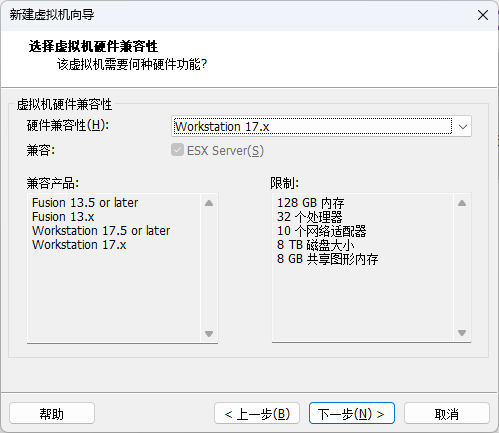 新建虚拟机向导
选择虚拟机硬件兼容性
该虚拟机需要何种硬件功能?
虚拟机硬件兼容性
硬件兼容性(H):
Workstation 17.x
兼容:
ESX Server(S)
兼容产品:
Fusion 13.5 or later
Fusion 13.x
Workstation 17.5 or later
Workstation 17.x
限制:
128 GB 内存
32 个处理器
10 个网络适配器
8 TB 磁盘大小
8 GB 共享图形内存
帮助
< 上一步(B)
下一步(N) >
取消